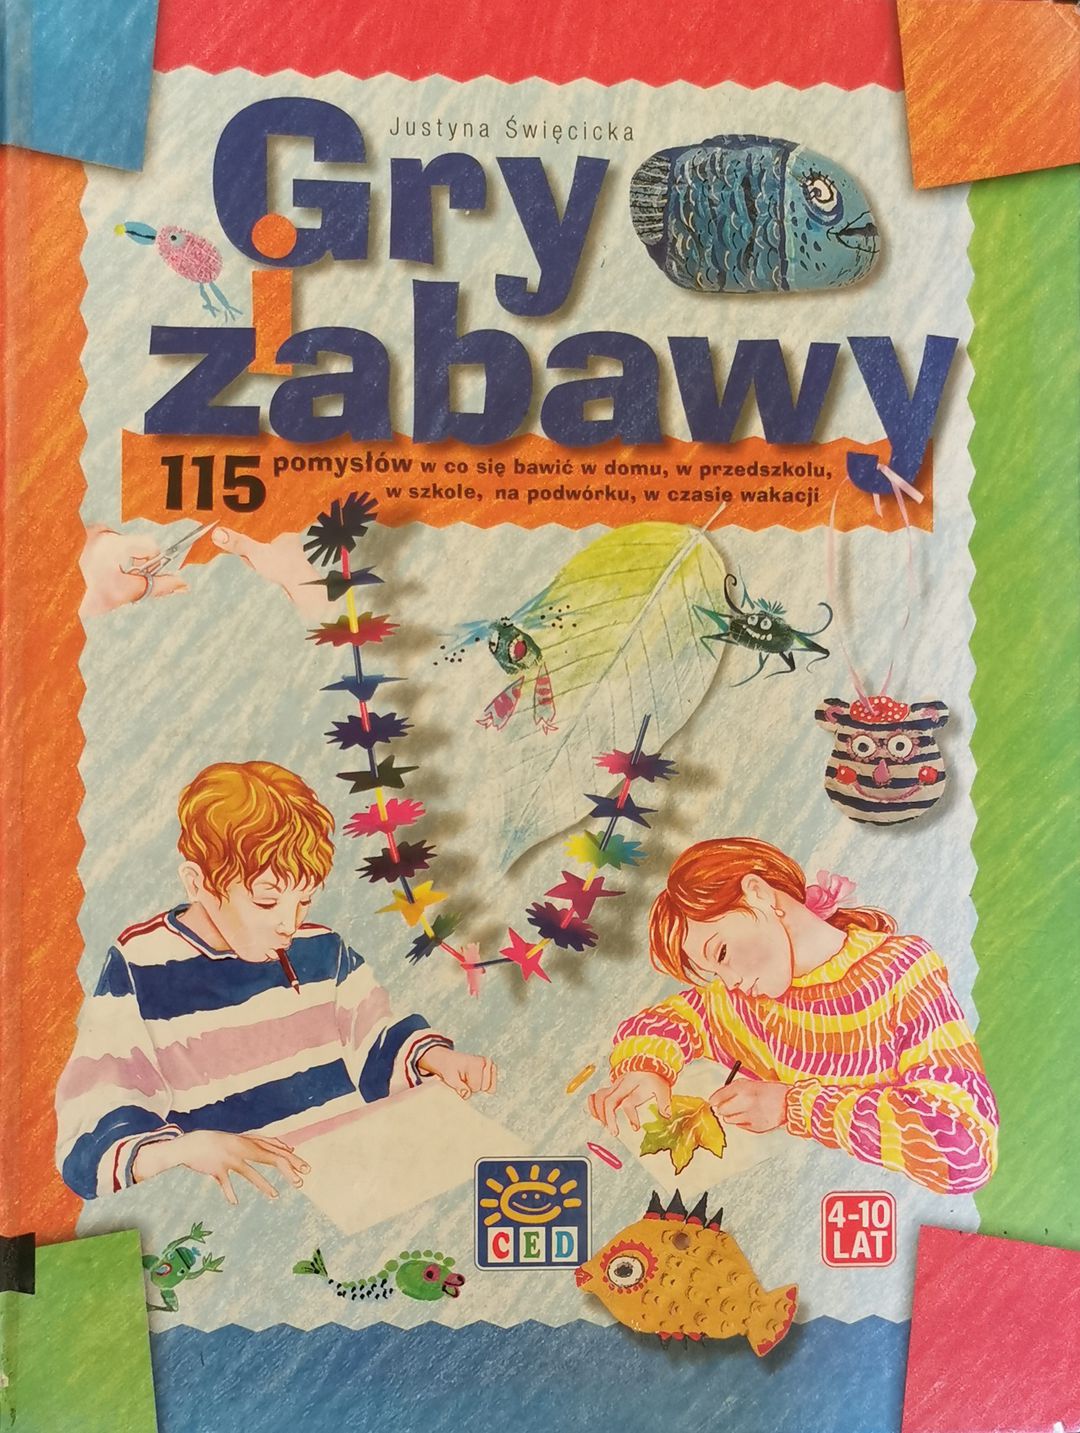 Justyna Święcicka
Gry
i
zabawy
115 pomysłów w co się bawić w domu, w przedszkolu,
w szkole, na podwórku, w czasie wakacji
CED
4-10
LAT